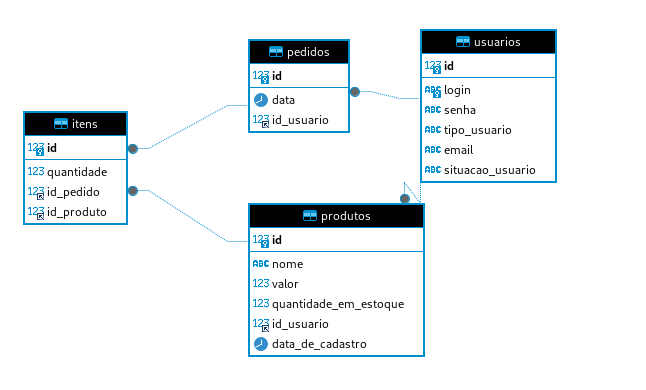 pedidos
123 id
data
123 id_usuario
usuarios
123 id
ABC login
ABC senha
ABC tipo_usuario
ABC email
ABC situacao_usuario
itens
123 id
123 quantidade
123 id_pedido
123 id_produto
produtos
123 id
ABC nome
123 valor
123 quantidade_em_estoque
123 id_usuario
data_de_cadastro